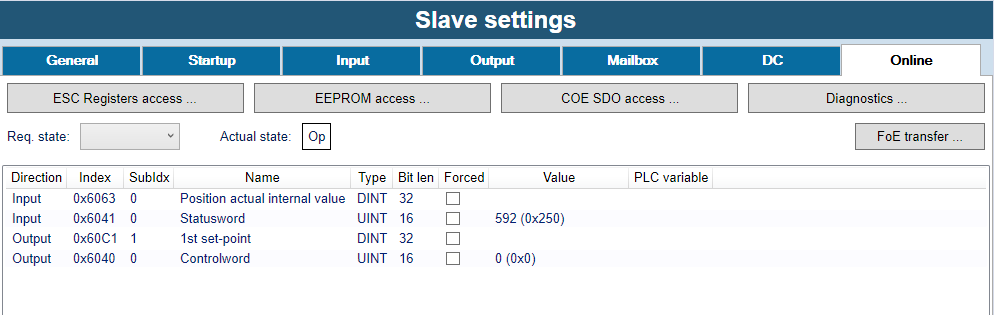 Slave settings
General Startup Input Output Mailbox DC Online
ESC Registers access ... EEPROM access ... COE SDO access ... Diagnostics ...
Req. state: Actual state: Op FoE transfer ...
Direction Index SubIdx Name Type Bit len Forced Value PLC variable
Input 0x6063 0 Position actual internal value DINT 32
Input 0x6041 0 Statusword UINT 16 592 (0x250)
Output 0x60C1 1 1st set-point DINT 32
Output 0x6040 0 Controlword UINT 16 0 (0x0)